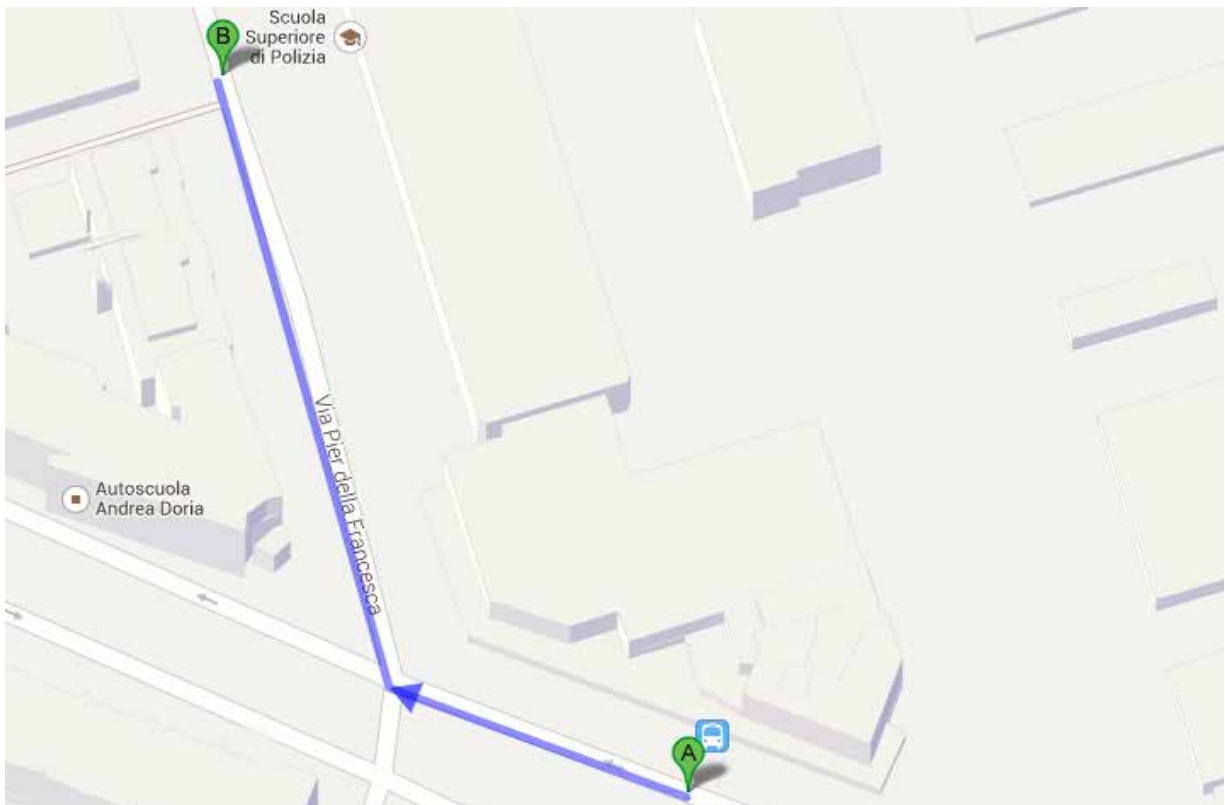 B
Scuola
Superiore
di Polizia
Via Pier della Francesca
Autoscuola
Andrea Doria
A